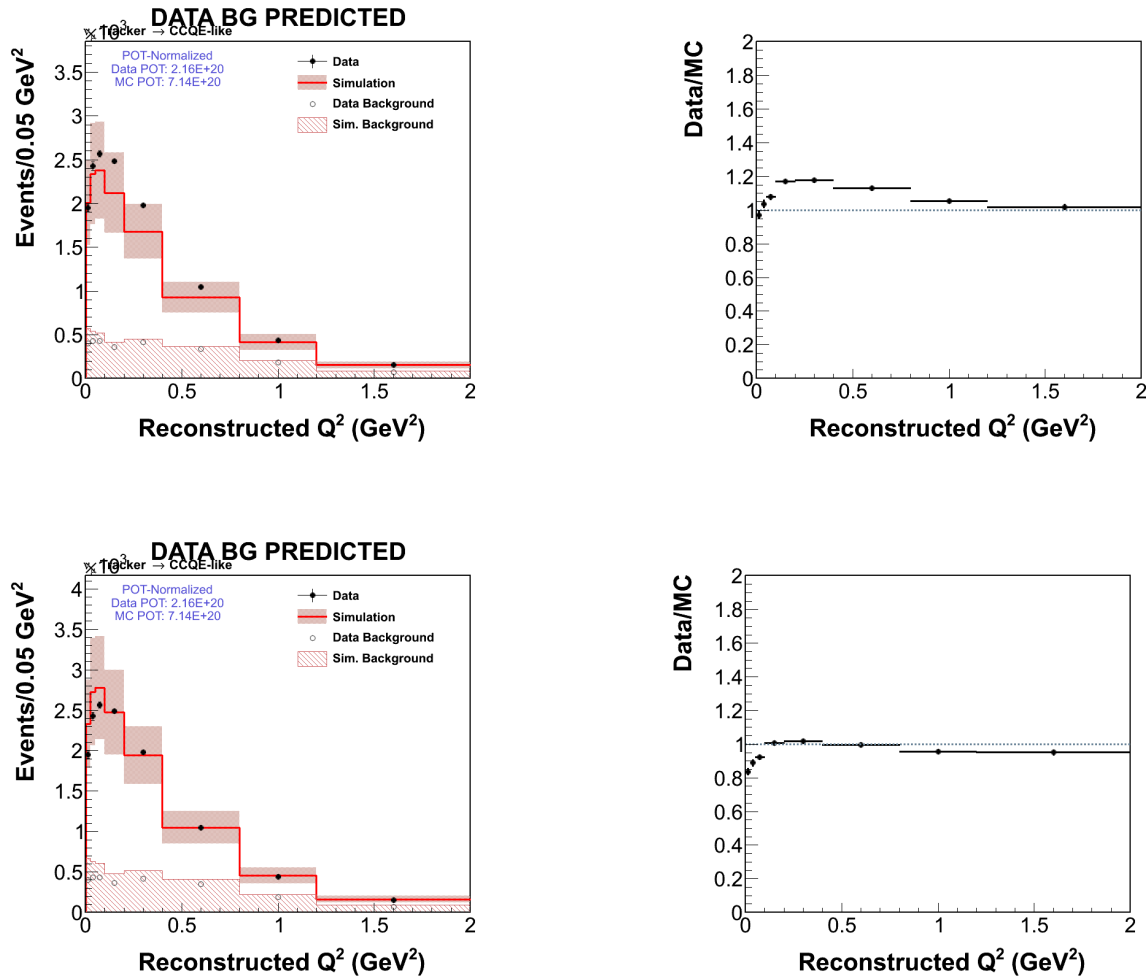 DATA BG PREDICTED
×10³
Tracker → CCQE-like
POT-Normalized
Data POT: 2.16E+20
MC POT: 7.14E+20
Data
Simulation
Data Background
Sim. Background
Events/0.05 GeV²
3.5
3
2.5
2
1.5
1
0.5
0
0 0.5 1 1.5 2
Reconstructed Q² (GeV²)
Data/MC
2
1.8
1.6
1.4
1.2
1
0.8
0.6
0.4
0.2
0
0 0.5 1 1.5 2
Reconstructed Q² (GeV²)
DATA BG PREDICTED
×10³
Tracker → CCQE-like
POT-Normalized
Data POT: 2.16E+20
MC POT: 7.14E+20
Data
Simulation
Data Background
Sim. Background
Events/0.05 GeV²
4
3.5
3
2.5
2
1.5
1
0.5
0
0 0.5 1 1.5 2
Reconstructed Q² (GeV²)
Data/MC
2
1.8
1.6
1.4
1.2
1
0.8
0.6
0.4
0.2
0
0 0.5 1 1.5 2
Reconstructed Q² (GeV²)